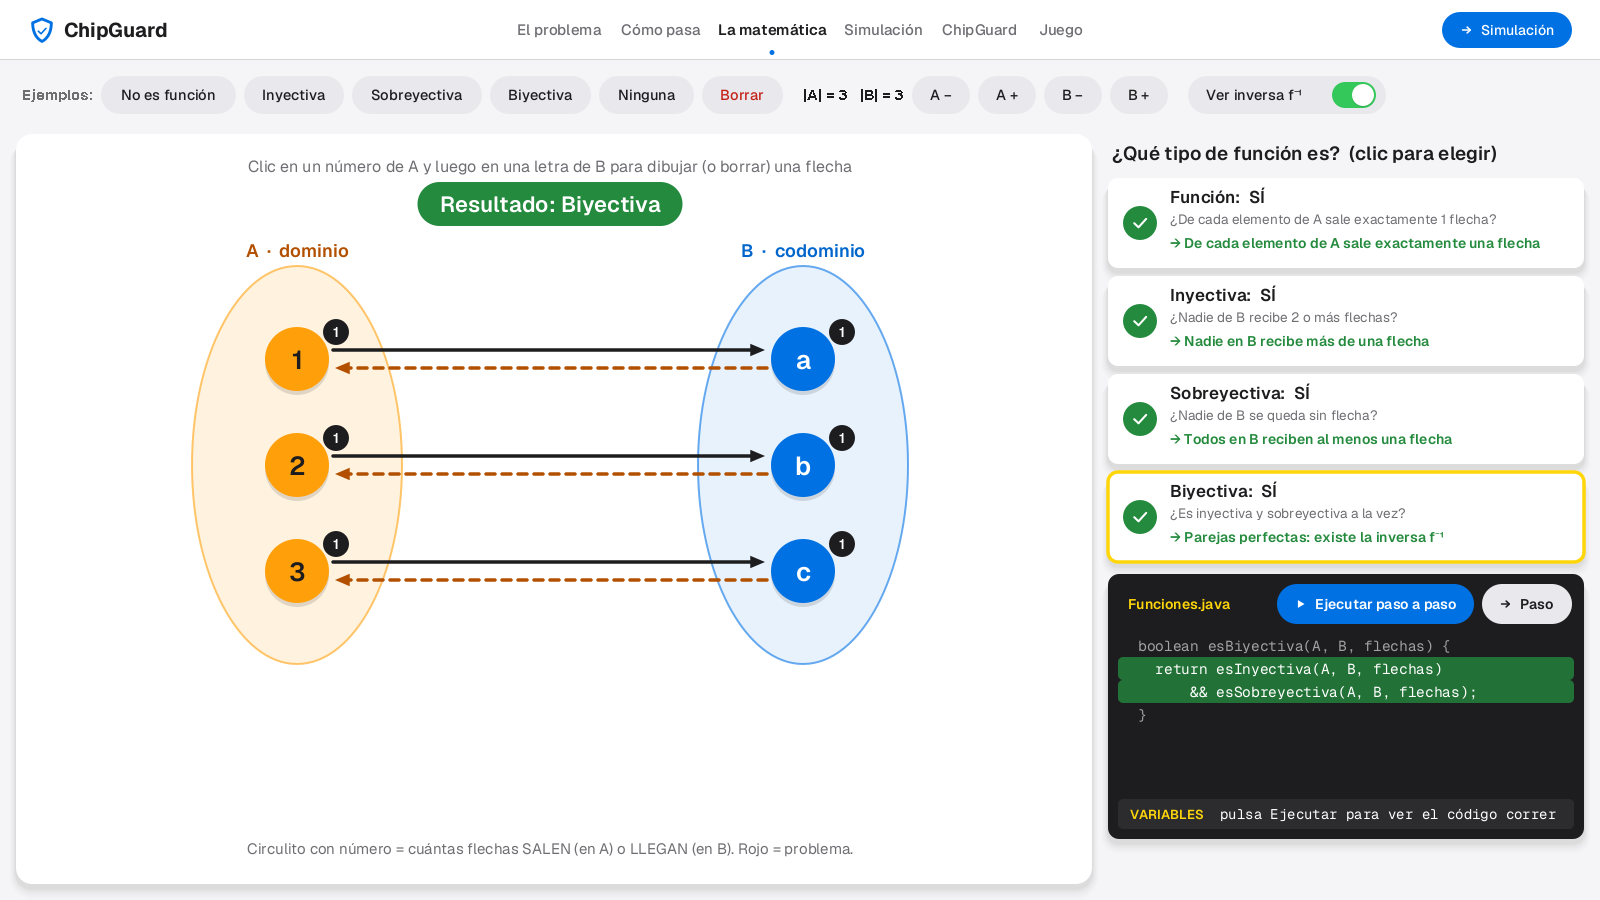 ChipGuard
El problema
Cómo pasa
La matemática
Simulación
ChipGuard
Juego
→ Simulación
Ejemplos:
No es función
Inyectiva
Sobreyectiva
Biyectiva
Ninguna
Borrar
|A| = 3
|B| = 3
A −
A +
B −
B +
Ver inversa f⁻¹
Clic en un número de A y luego en una letra de B para dibujar (o borrar) una flecha
Resultado: Biyectiva
A · dominio
B · codominio
1
1
a
1
2
1
b
1
3
1
c
1
Circulito con número = cuántas flechas SALEN (en A) o LLEGAN (en B). Rojo = problema.
¿Qué tipo de función es? (clic para elegir)
Función: SÍ
¿De cada elemento de A sale exactamente 1 flecha?
→ De cada elemento de A sale exactamente una flecha
Inyectiva: SÍ
¿Nadie de B recibe 2 o más flechas?
→ Nadie en B recibe más de una flecha
Sobreyectiva: SÍ
¿Nadie de B se queda sin flecha?
→ Todos en B reciben al menos una flecha
Biyectiva: SÍ
¿Es inyectiva y sobreyectiva a la vez?
→ Parejas perfectas: existe la inversa f⁻¹
Funciones.java
Ejecutar paso a paso
→ Paso
boolean esBiyectiva(A, B, flechas) {
return esInyectiva(A, B, flechas)
&& esSobreyectiva(A, B, flechas);
}
VARIABLES pulsa Ejecutar para ver el código correr